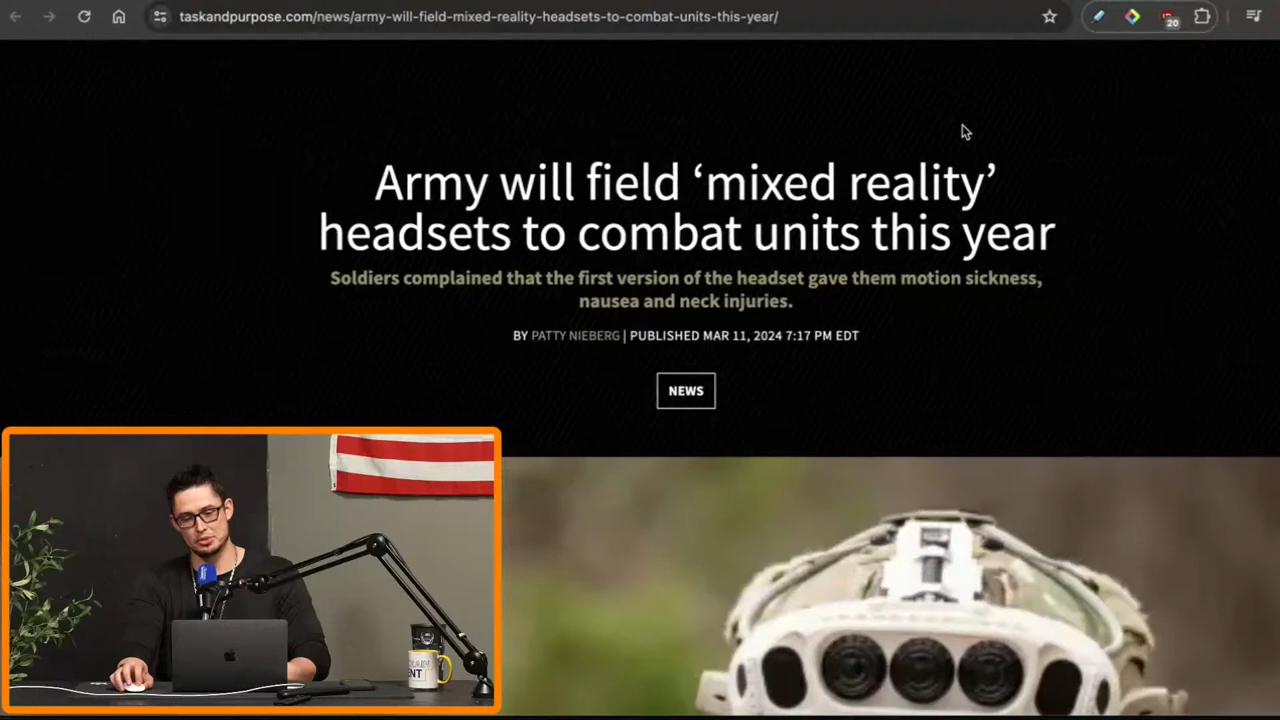 taskandpurpose.com/news/army-will-field-mixed-reality-headsets-to-combat-units-this-year/
20
Army will field ‘mixed reality’
headsets to combat units this year
Soldiers complained that the first version of the headset gave them motion sickness,
nausea and neck injuries.
BY PATTY NIEBERG | PUBLISHED MAR 11, 2024 7:17 PM EDT
NEWS